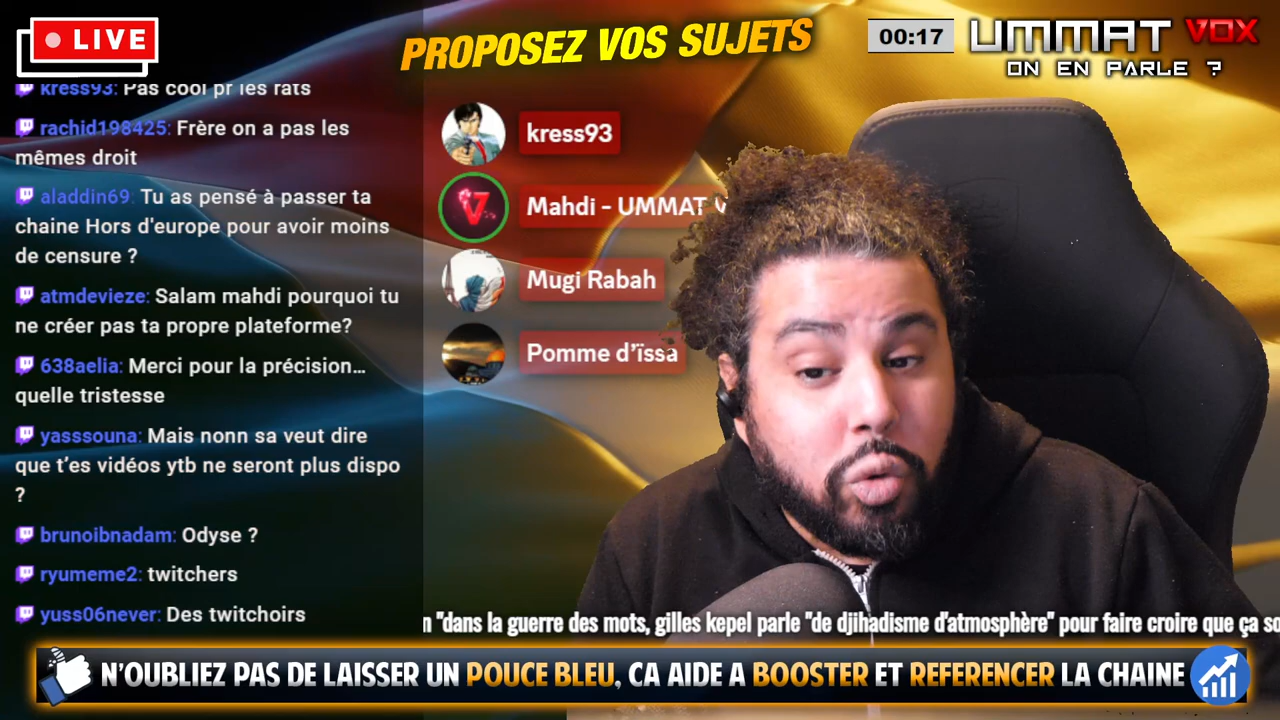 LIVE
PROPOSEZ VOS SUJETS
00:17
UMMAT VOX
ON EN PARLE ?
kress93: Pas cool pr les rats
rachid198425: Frère on a pas les
mêmes droit
aladdin69: Tu as pensé à passer ta
chaine Hors d'europe pour avoir moins
de censure ?
atmdevieze: Salam mahdi pourquoi tu
ne créer pas ta propre plateforme?
638aelia: Merci pour la précision...
quelle tristesse
yasssouna: Mais nonn sa veut dire
que t'es vidéos ytb ne seront plus dispo
?
brunoibnadam: Odyse ?
ryumeme2: twitchers
yuss06never: Des twitchoirs
kress93
Mahdi - UMMAT V
Mugi Rabah
Pomme d'ïssa
n "dans la guerre des mots, gilles kepel parle "de djihadisme d'atmosphère" pour faire croire que ça so
N'OUBLIEZ PAS DE LAISSER UN POUCE BLEU, CA AIDE A BOOSTER ET REFERENCER LA CHAINE